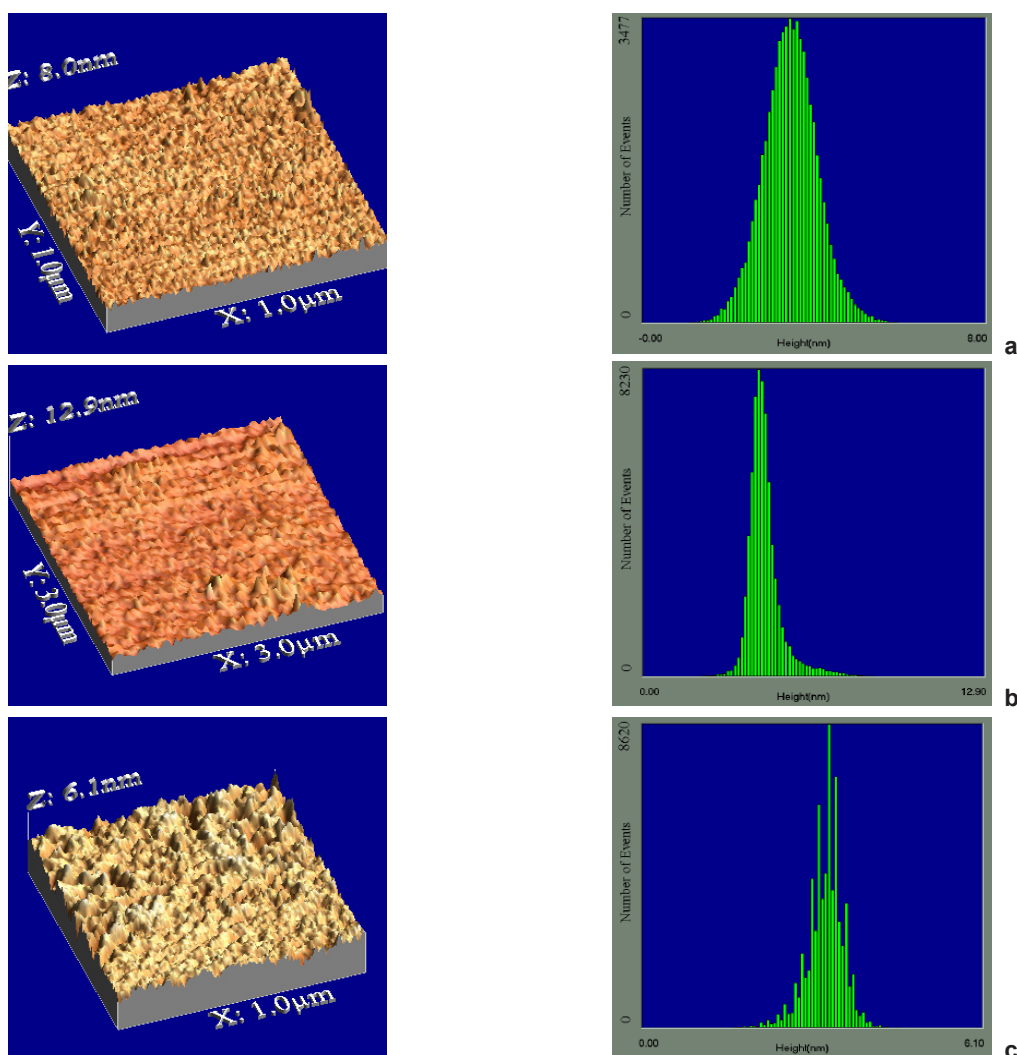 Z: 8.0nm
Y: 1.0µm
X: 1.0µm
3477
Number of Events
0
-0.00
8.00
Height(nm)
a
Z: 12.9nm
Y: 3.0µm
X: 3.0µm
8230
Number of Events
0
0.00
12.90
Height(nm)
b
Z: 6.1nm
X: 1.0µm
8620
Number of Events
0
0.00
6.10
Height(nm)
c